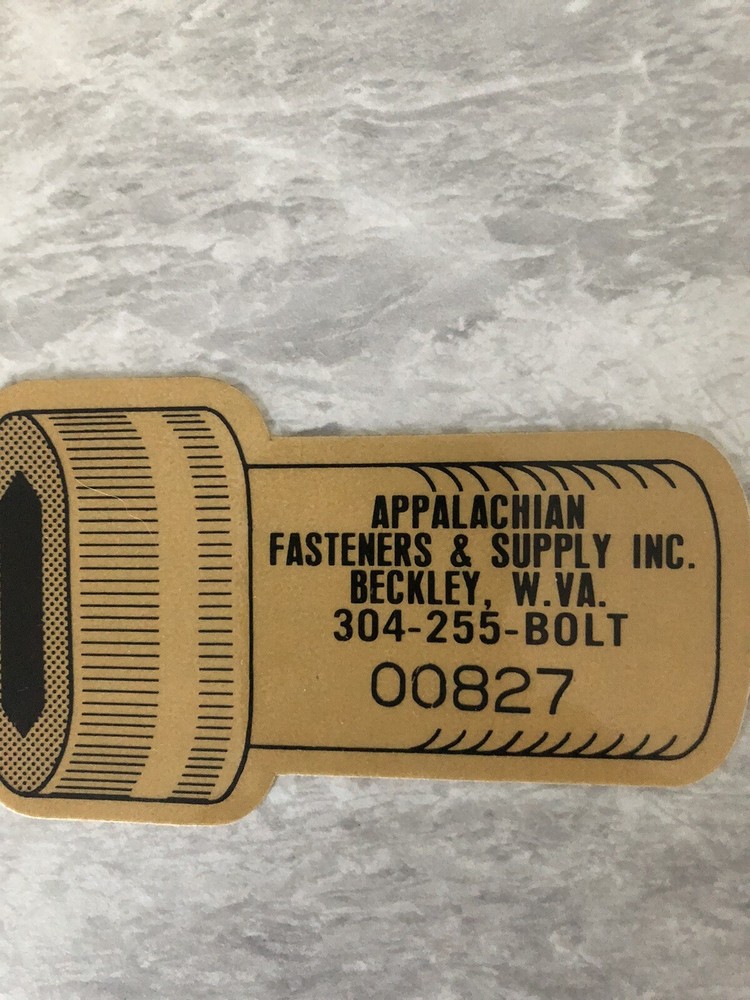 APPALACHIAN
FASTENERS & SUPPLY INC.
BECKLEY, W.VA.
304-255-BOLT
00827